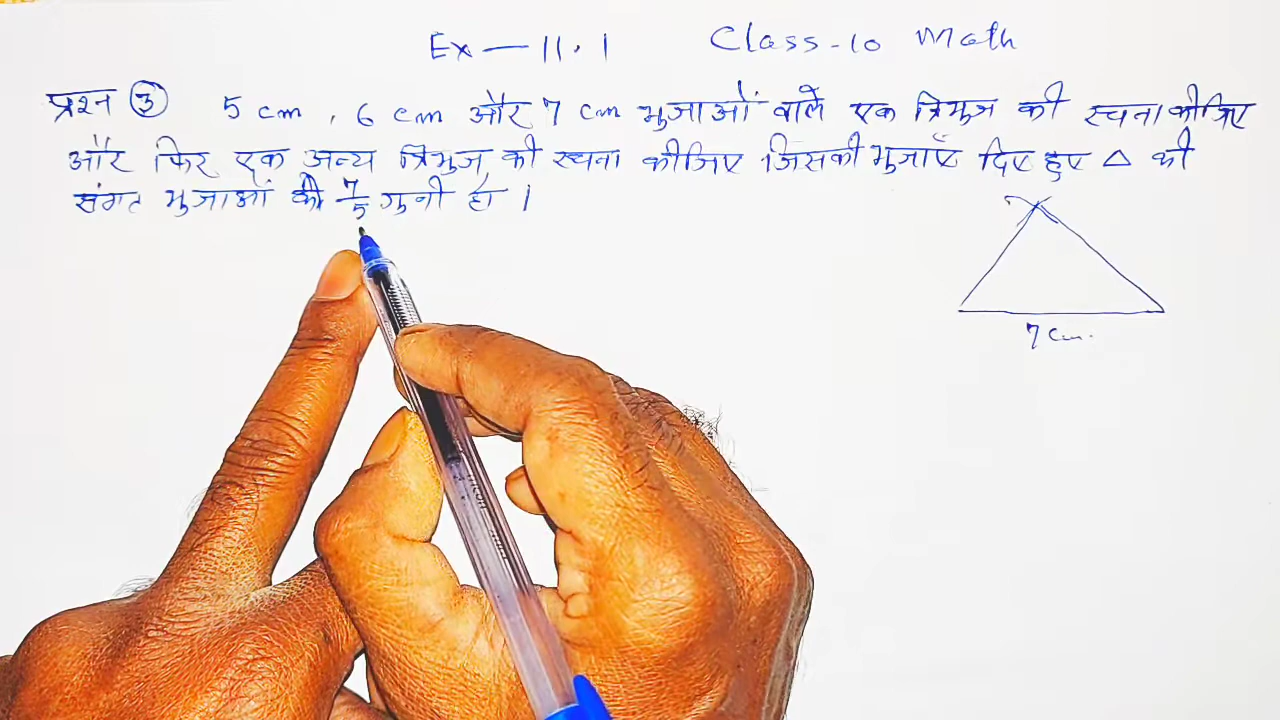 Ex — 11.1 Class-10 Math
प्रश्न ③ 5 cm, 6 cm और 7 cm भुजाओं वाले एक त्रिभुज की रचना कीजिए
और फिर एक अन्य त्रिभुज की रचना कीजिए जिसकी भुजाएँ दिए हुए △ की
संगत भुजाओं की 7/5 गुनी हों ।
7 cm.